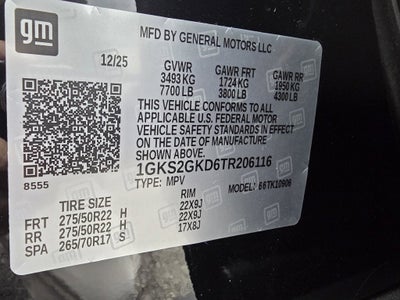 gm
MFD BY GENERAL MOTORS LLC
12/25
GVWR GAWR FRT GAWR RR
3493 KG 1724 KG 1950 KG
7700 LB 3800 LB 4300 LB
THIS VEHICLE CONFORMS TO ALL
APPLICABLE U.S. FEDERAL MOTOR
VEHICLE SAFETY STANDARDS IN EFFECT
ON THE DATE OF MANUFACTURE
SHOWN ABOVE.
1GKS2GKD6TR206116
8555
TYPE: MPV MODEL: 66TK10906
TIRE SIZE RIM
FRT 275/50R22 H 22X9J
RR 275/50R22 H 22X9J
SPA 265/70R17 S 17X8J